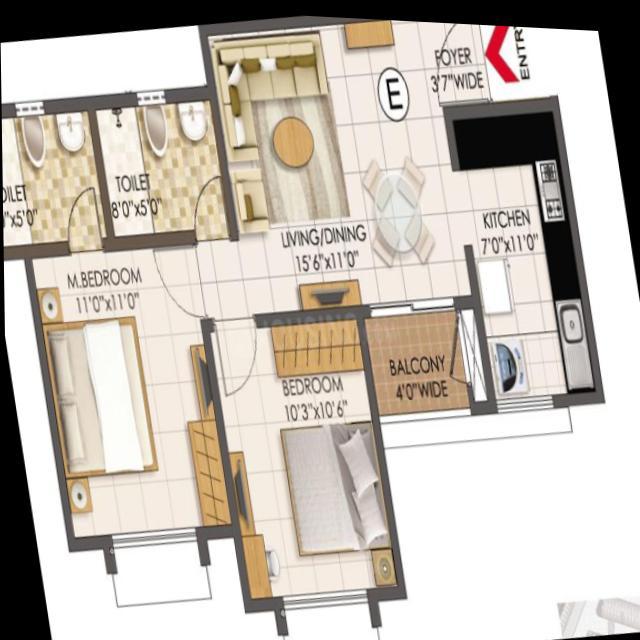 FOYER
3'7"WIDE
ENTR
E
TOILET
8'0"x5'0"
OILET
"x5'0"
LIVING/DINING
15'6"x11'0"
KITCHEN
7'0"x11'0"
M.BEDROOM
11'0"x11'0"
BALCONY
4'0"WIDE
BEDROOM
10'3"x10'6"